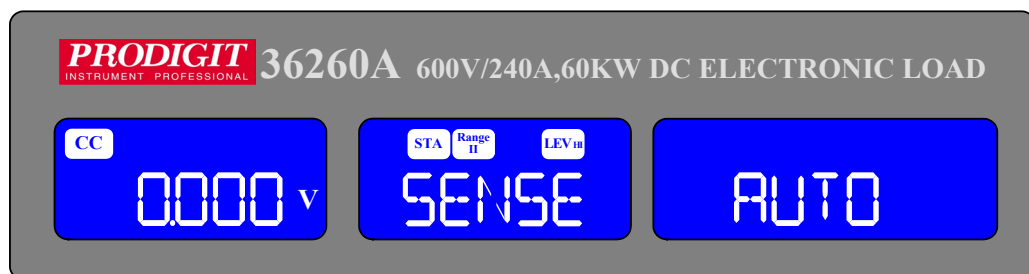 PRODIGIT
INSTRUMENT PROFESSIONAL
36260A 600V/240A,60KW DC ELECTRONIC LOAD
CC
0.000 V
STA Range II LEV HI
SENSE
AUTO